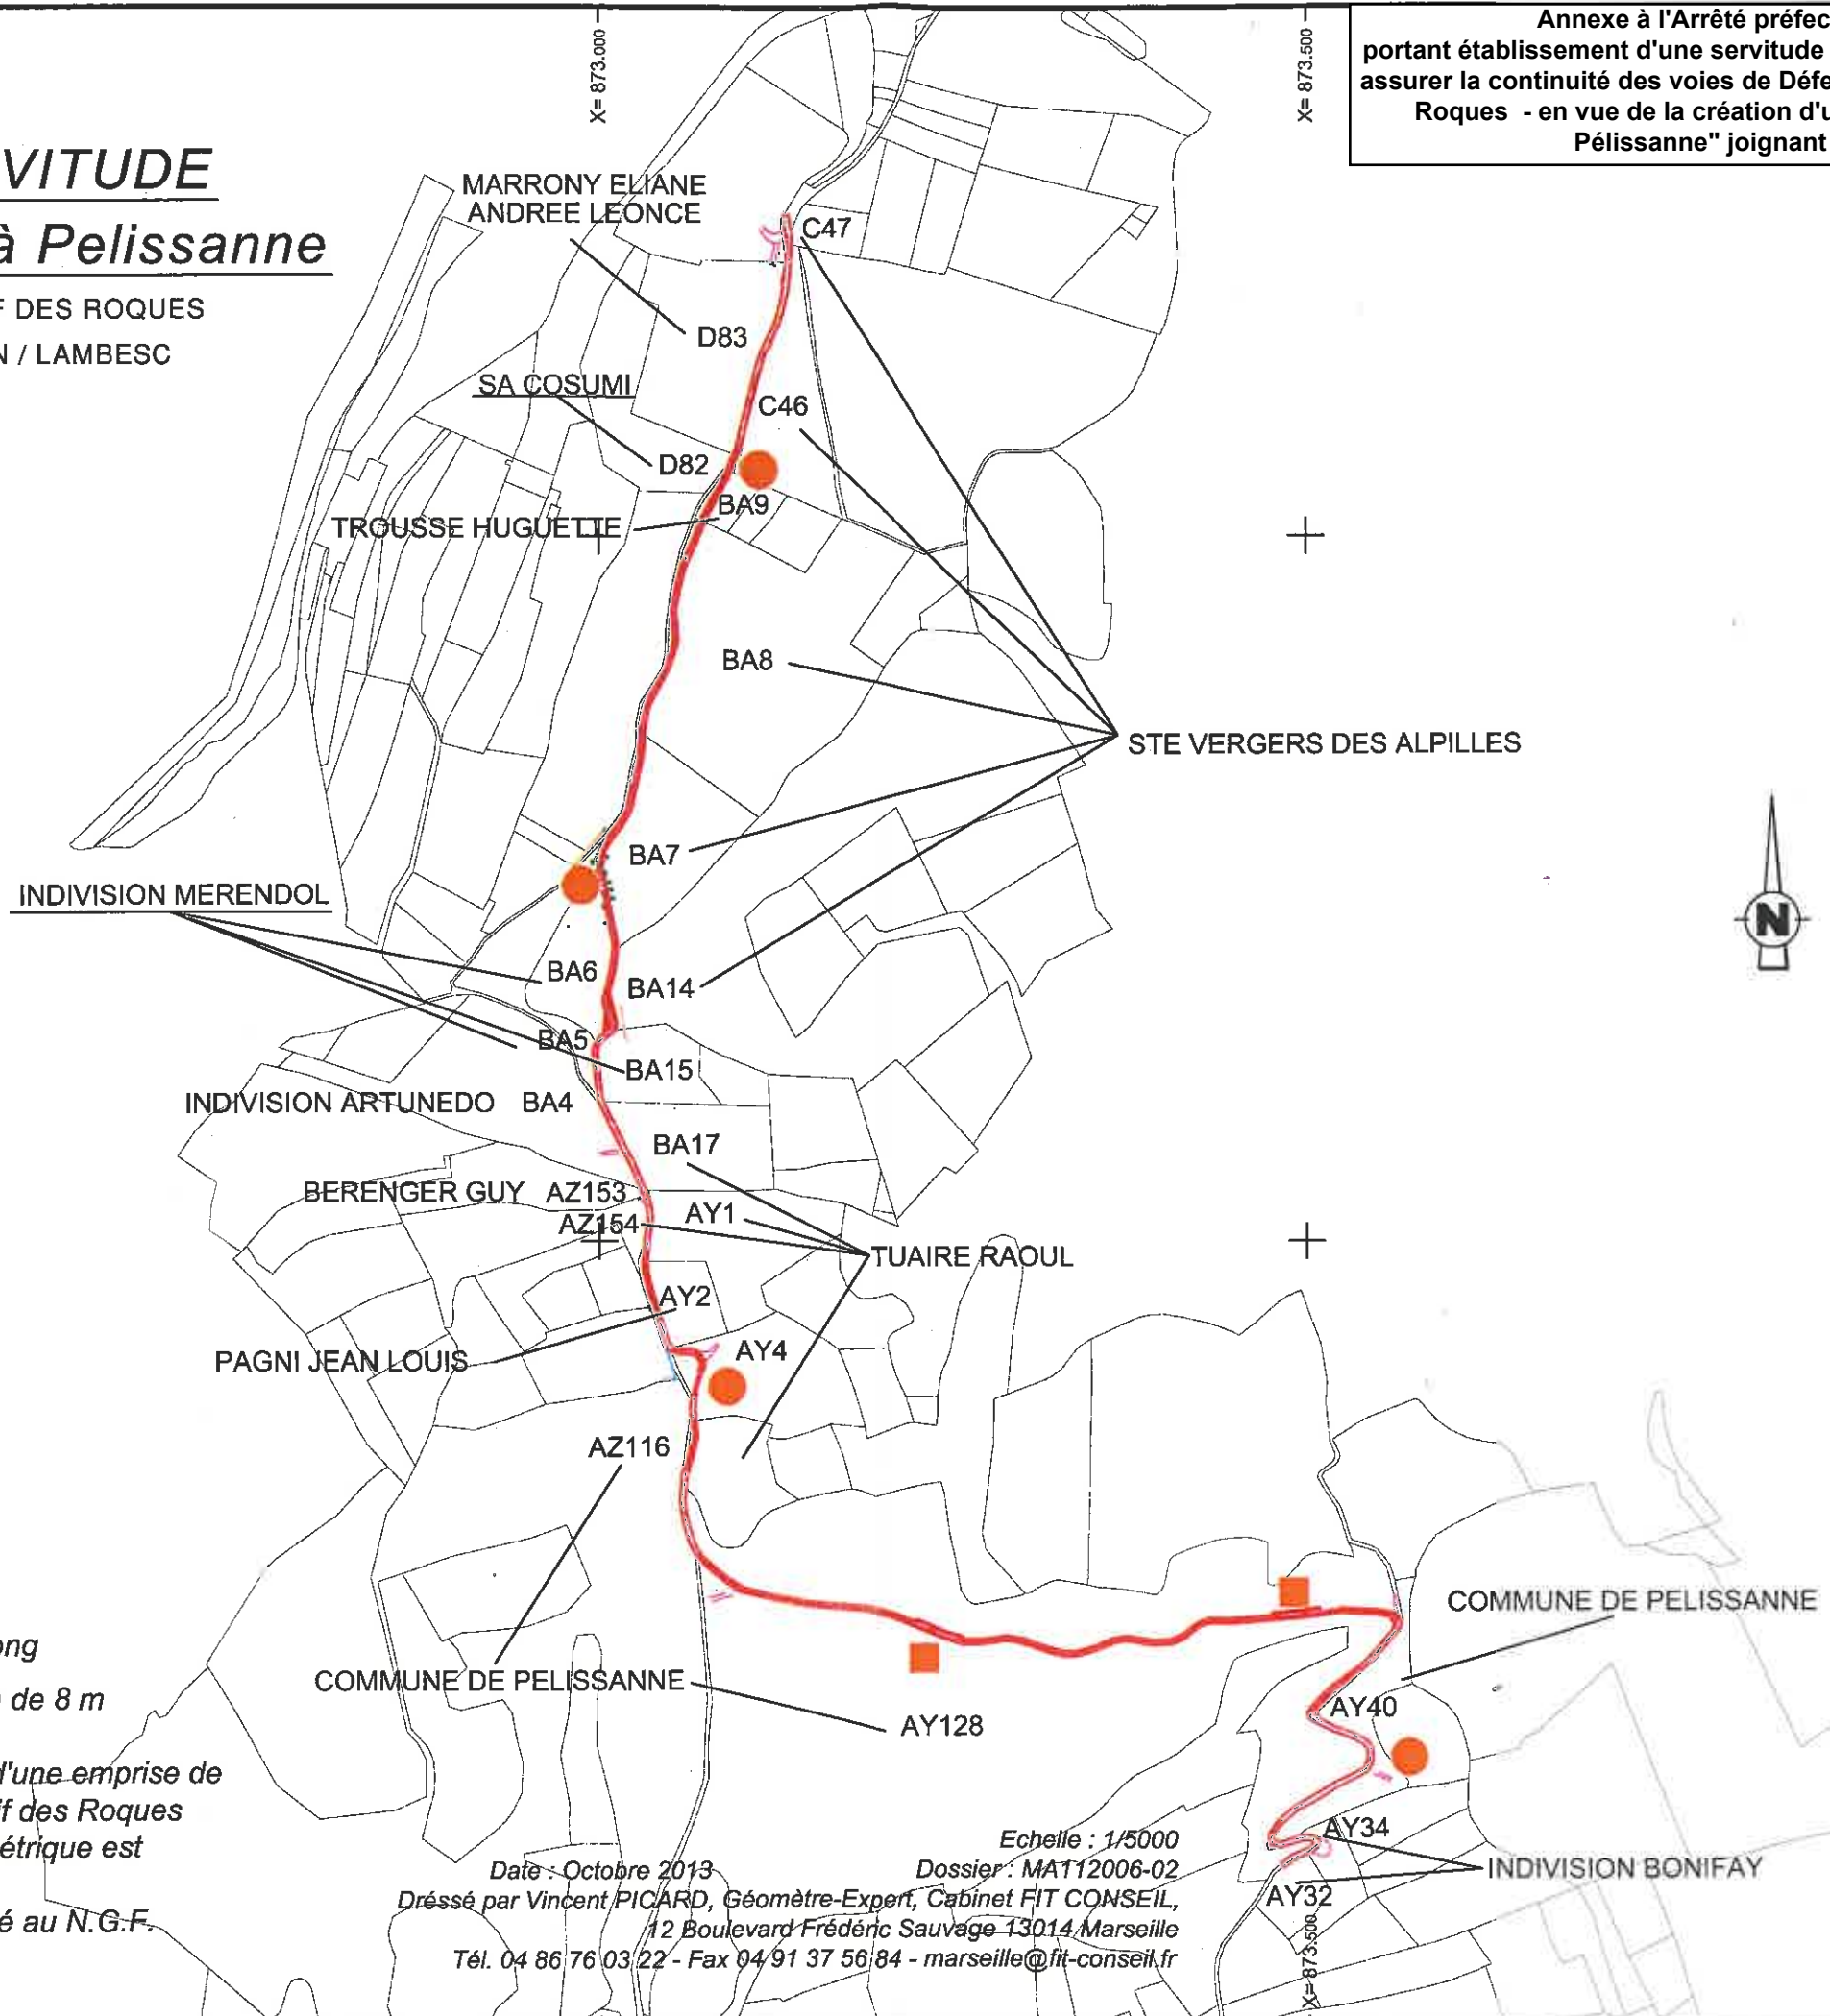 Annexe à l'Arrêté préfec
portant établissement d'une servitude
assurer la continuité des voies de Défe
Roques - en vue de la création d'u
Pélissanne" joignant
X= 873.000
X= 873.500
VITUDE
à Pelissanne
F DES ROQUES
N / LAMBESC
MARRONY ELIANE
ANDREE LEONCE
C47
D83
SA COSUMI
C46
D82
BA9
TROUSSE HUGUETTE
BA8
STE VERGERS DES ALPILLES
BA7
INDIVISION MERENDOL
N
BA6
BA14
BA5
BA15
INDIVISION ARTUNEDO BA4
BA17
BERENGER GUY AZ153
AZ154
AY1
TUAIRE RAOUL
AY2
PAGNI JEAN LOUIS
AY4
AZ116
COMMUNE DE PELISSANNE
COMMUNE DE PELISSANNE
AY128
AY40
AY34
INDIVISION BONIFAY
AY32
X= 873.500
ong
de 8 m
d'une emprise de
if des Roques
étrique est
é au N.G.F.
Echelle : 1/5000
Date : Octobre 2013
Dossier : MA112006-02
Dréssé par Vincent PICARD, Géomètre-Expert, Cabinet FIT CONSEIL,
12 Boulevard Frédéric Sauvage 13014 Marseille
Tél. 04 86 76 03 22 - Fax 04 91 37 56 84 - marseille@fit-conseil.fr